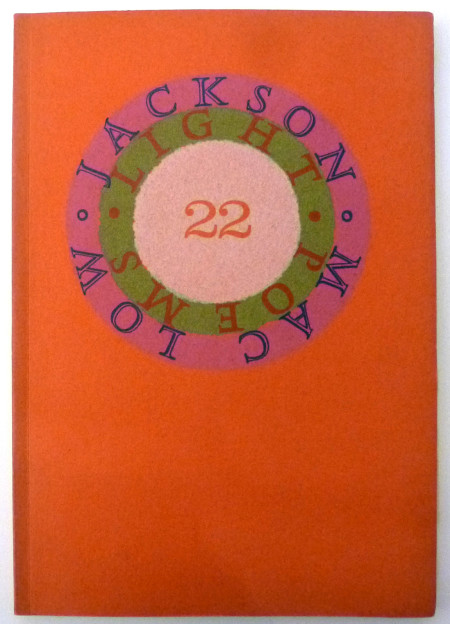 JACKSON • MAC LOW •
LIGHT • POEMS •
22